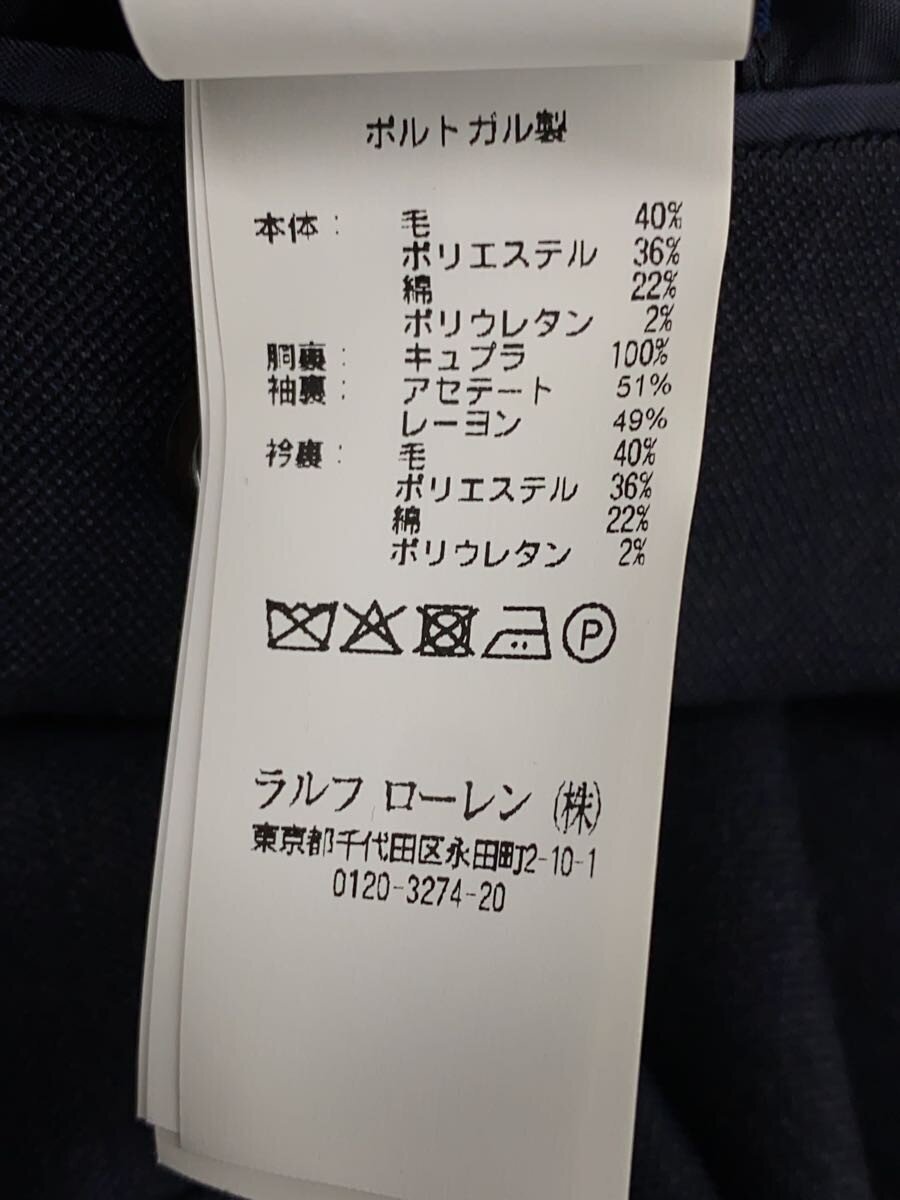 ポルトガル製
本体: 毛 40%
ポリエステル 36%
綿 22%
ポリウレタン 2%
胴裏: キュプラ 100%
袖裏: アセテート 51%
レーヨン 49%
衿裏: 毛 40%
ポリエステル 36%
綿 22%
ポリウレタン 2%
P
ラルフ ローレン (株)
東京都千代田区永田町2-10-1
0120-3274-20